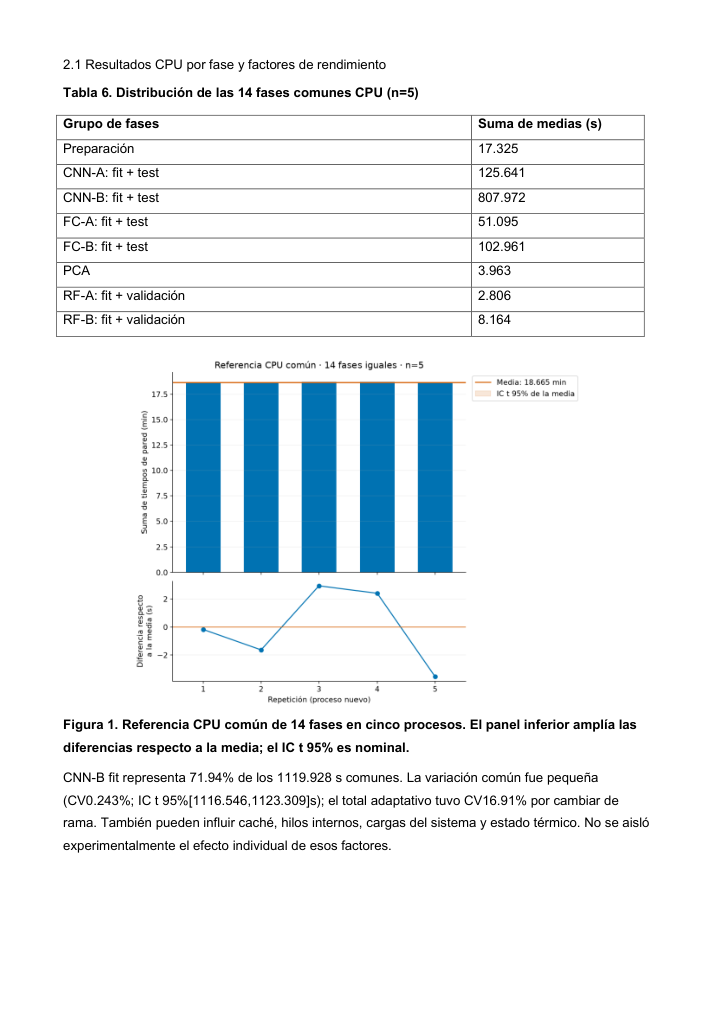 2.1 Resultados CPU por fase y factores de rendimiento
Tabla 6. Distribución de las 14 fases comunes CPU (n=5)
Grupo de fases Suma de medias (s)
Preparación 17.325
CNN-A: fit + test 125.641
CNN-B: fit + test 807.972
FC-A: fit + test 51.095
FC-B: fit + test 102.961
PCA 3.963
RF-A: fit + validación 2.806
RF-B: fit + validación 8.164
Referencia CPU común · 14 fases iguales · n=5
Media: 18.665 min
IC t 95% de la media
Suma de tiempos de pared (min)
17.5
15.0
12.5
10.0
7.5
5.0
2.5
0.0
Diferencia respecto
a la media (s)
2
0
−2
1 2 3 4 5
Repetición (proceso nuevo)
Figura 1. Referencia CPU común de 14 fases en cinco procesos. El panel inferior amplía las
diferencias respecto a la media; el IC t 95% es nominal.
CNN-B fit representa 71.94% de los 1119.928 s comunes. La variación común fue pequeña
(CV0.243%; IC t 95%[1116.546,1123.309]s); el total adaptativo tuvo CV16.91% por cambiar de
rama. También pueden influir caché, hilos internos, cargas del sistema y estado térmico. No se aisló
experimentalmente el efecto individual de esos factores.